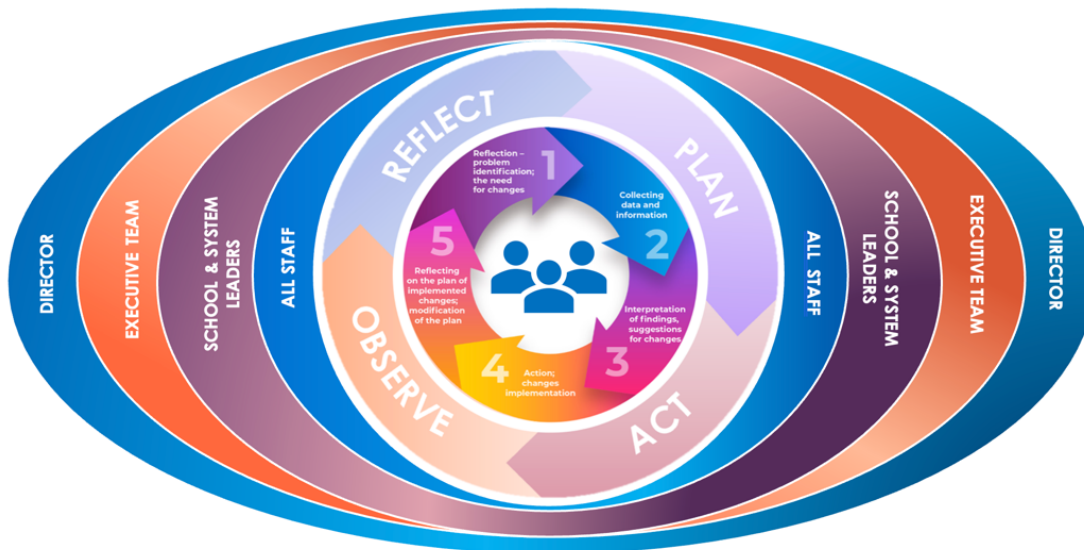 DIRECTOR
EXECUTIVE TEAM
SCHOOL & SYSTEM
LEADERS
ALL STAFF
REFLECT
PLAN
ACT
OBSERVE
1
Reflection –
problem
identification;
the need
for changes
2
Collecting
data and
information
3
Interpretation
of findings,
suggestions
for changes
4
Action;
changes
implementation
5
Reflecting
on the plan of
implemented
changes;
modification
of the plan
ALL STAFF
SCHOOL & SYSTEM
LEADERS
EXECUTIVE TEAM
DIRECTOR